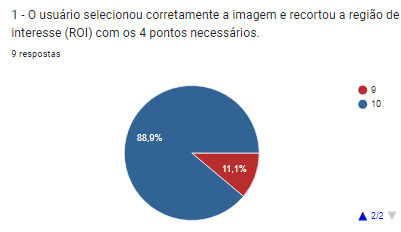 1 - O usuário selecionou corretamente a imagem e recortou a região de
interesse (ROI) com os 4 pontos necessários.
9 respostas
9
10
88,9%
11,1%
2/2